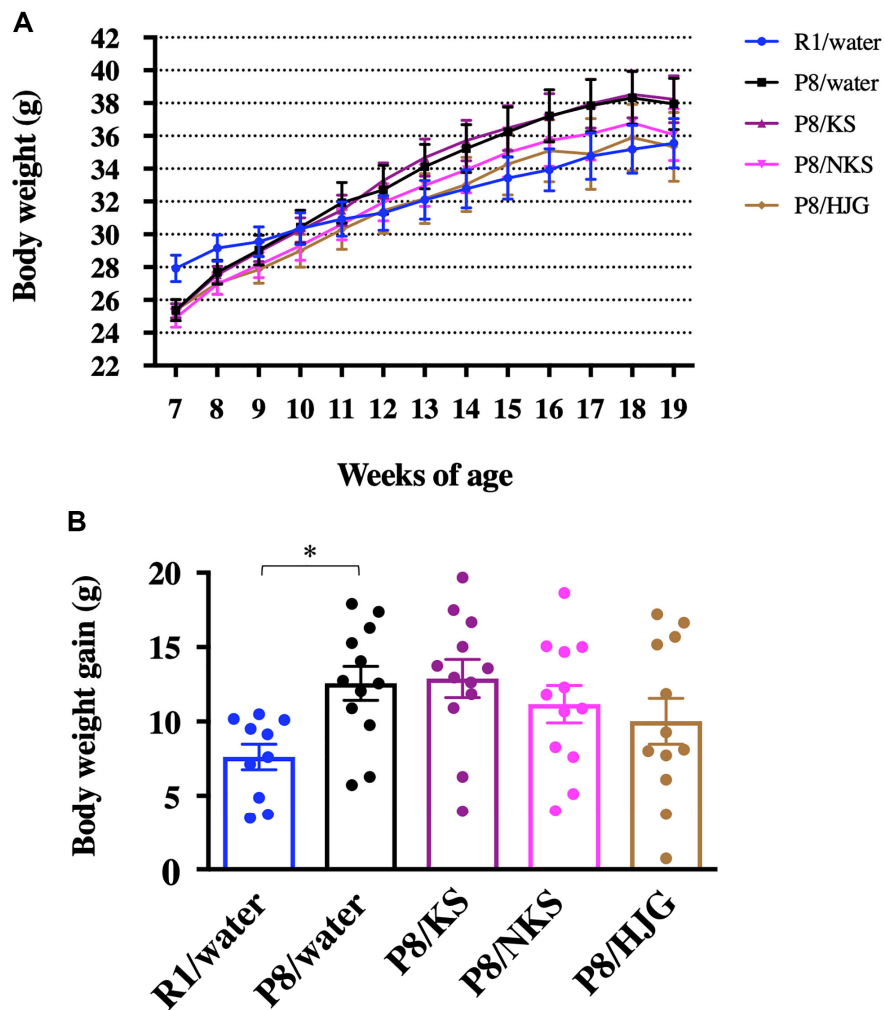 A
Body weight (g)
42
40
38
36
34
32
30
28
26
24
22
7 8 9 10 11 12 13 14 15 16 17 18 19
Weeks of age
R1/water
P8/water
P8/KS
P8/NKS
P8/HJG
B
Body weight gain (g)
20
15
10
5
0
*
R1/water
P8/water
P8/KS
P8/NKS
P8/HJG